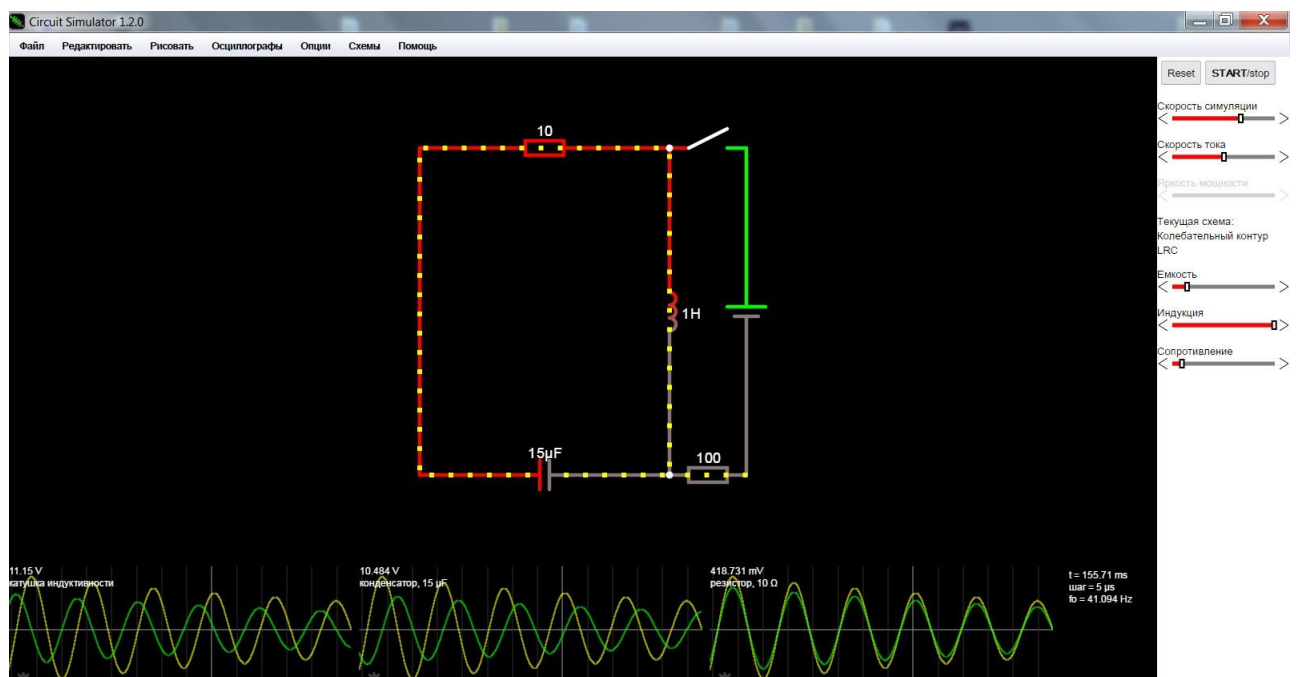 Circuit Simulator 1.2.0
Файл Редактировать Рисовать Осциллографы Опции Схемы Помощь
Reset START/stop
Скорость симуляции
Скорость тока
Яркость мощности
Текущая схема:
Колебательный контур
LRC
Емкость
Индукция
Сопротивление
10
1H
15µF
100
11.15 V
катушка индуктивности
10.484 V
конденсатор, 15 µF
418.731 mV
резистор, 10 Ω
t = 155.71 ms
шаг = 5 µs
fo = 41.094 Hz